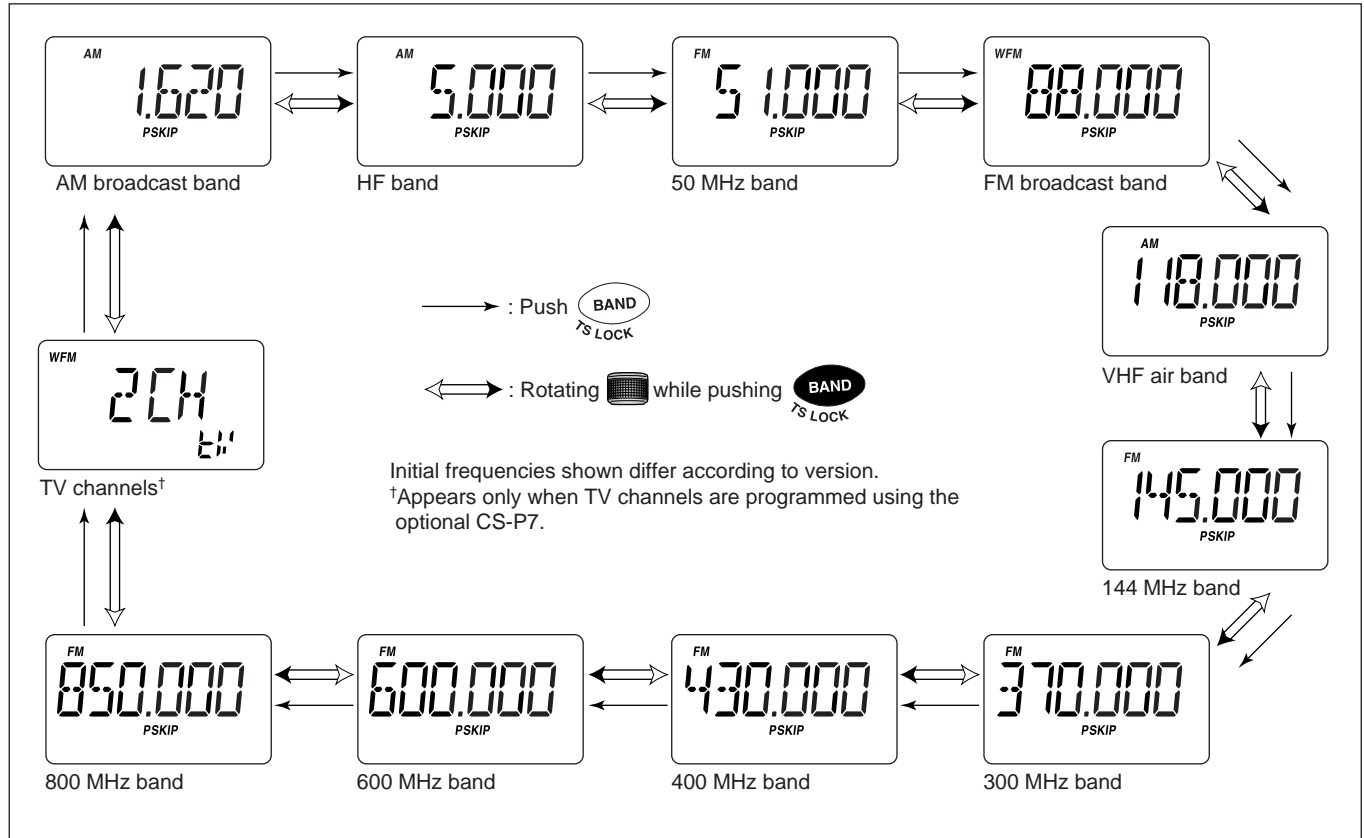 AM
1.620
PSKIP
AM broadcast band
AM
5.000
PSKIP
HF band
FM
51.000
PSKIP
50 MHz band
WFM
88.000
PSKIP
FM broadcast band
AM
118.000
PSKIP
VHF air band
: Push BAND
TS LOCK
WFM
2CH
tV
TV channels†
: Rotating while pushing BAND
TS LOCK
FM
145.000
PSKIP
144 MHz band
Initial frequencies shown differ according to version.
†Appears only when TV channels are programmed using the
optional CS-P7.
FM
850.000
PSKIP
800 MHz band
FM
600.000
PSKIP
600 MHz band
FM
430.000
PSKIP
400 MHz band
FM
370.000
PSKIP
300 MHz band